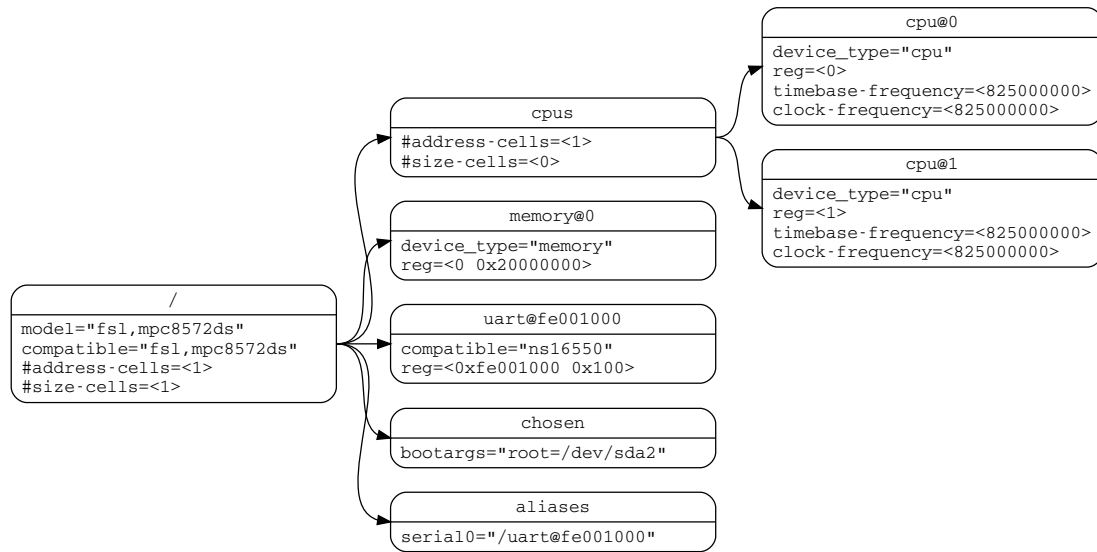 /
model="fsl,mpc8572ds"
compatible="fsl,mpc8572ds"
#address-cells=<1>
#size-cells=<1>
cpus
#address-cells=<1>
#size-cells=<0>
memory@0
device_type="memory"
reg=<0 0x20000000>
uart@fe001000
compatible="ns16550"
reg=<0xfe001000 0x100>
chosen
bootargs="root=/dev/sda2"
aliases
serial0="/uart@fe001000"
cpu@0
device_type="cpu"
reg=<0>
timebase-frequency=<825000000>
clock-frequency=<825000000>
cpu@1
device_type="cpu"
reg=<1>
timebase-frequency=<825000000>
clock-frequency=<825000000>